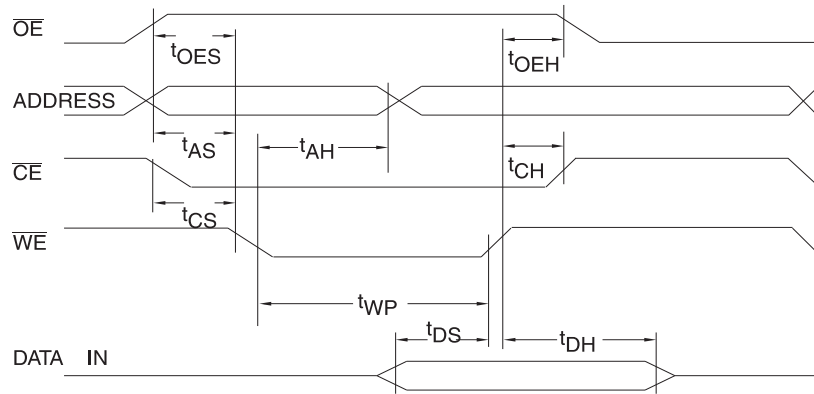 OE
tOES
tOEH
ADDRESS
tAS
tAH
tCH
CE
tCS
WE
tWP
tDS
tDH
DATA IN